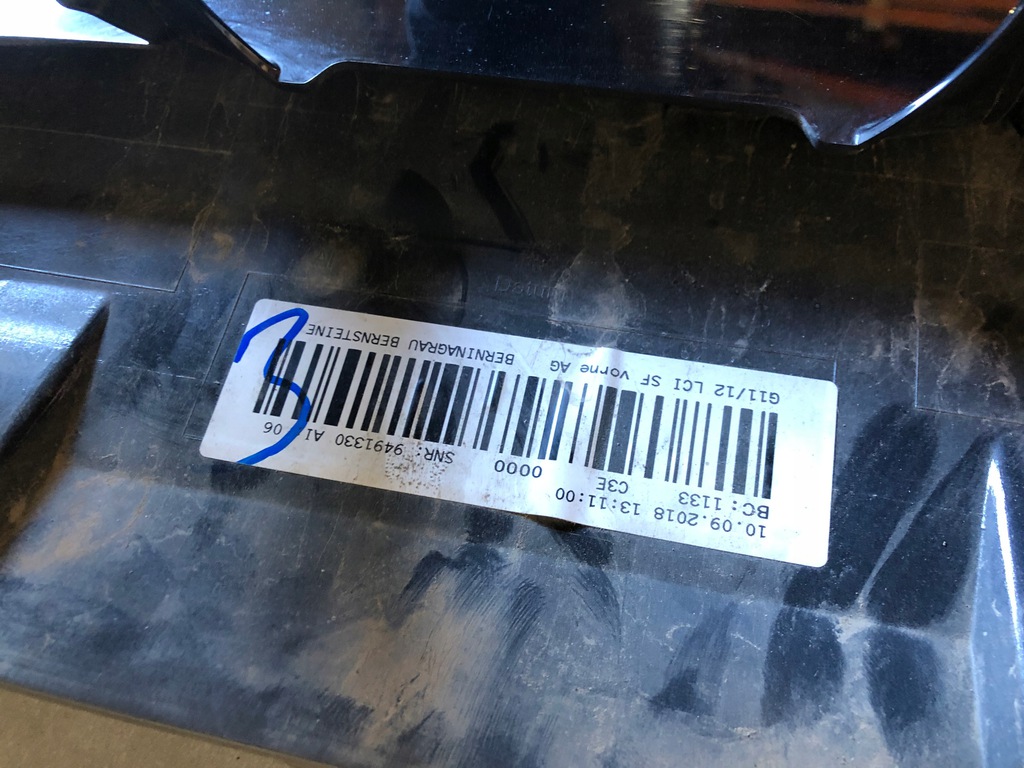 10.09.2018 13:11:00
BC: 1133 C3E 0000 SNR: 9491330 AI 06
G11/12 LCI SF vorne AG BERNINAGRAU BERNSTEINE
3